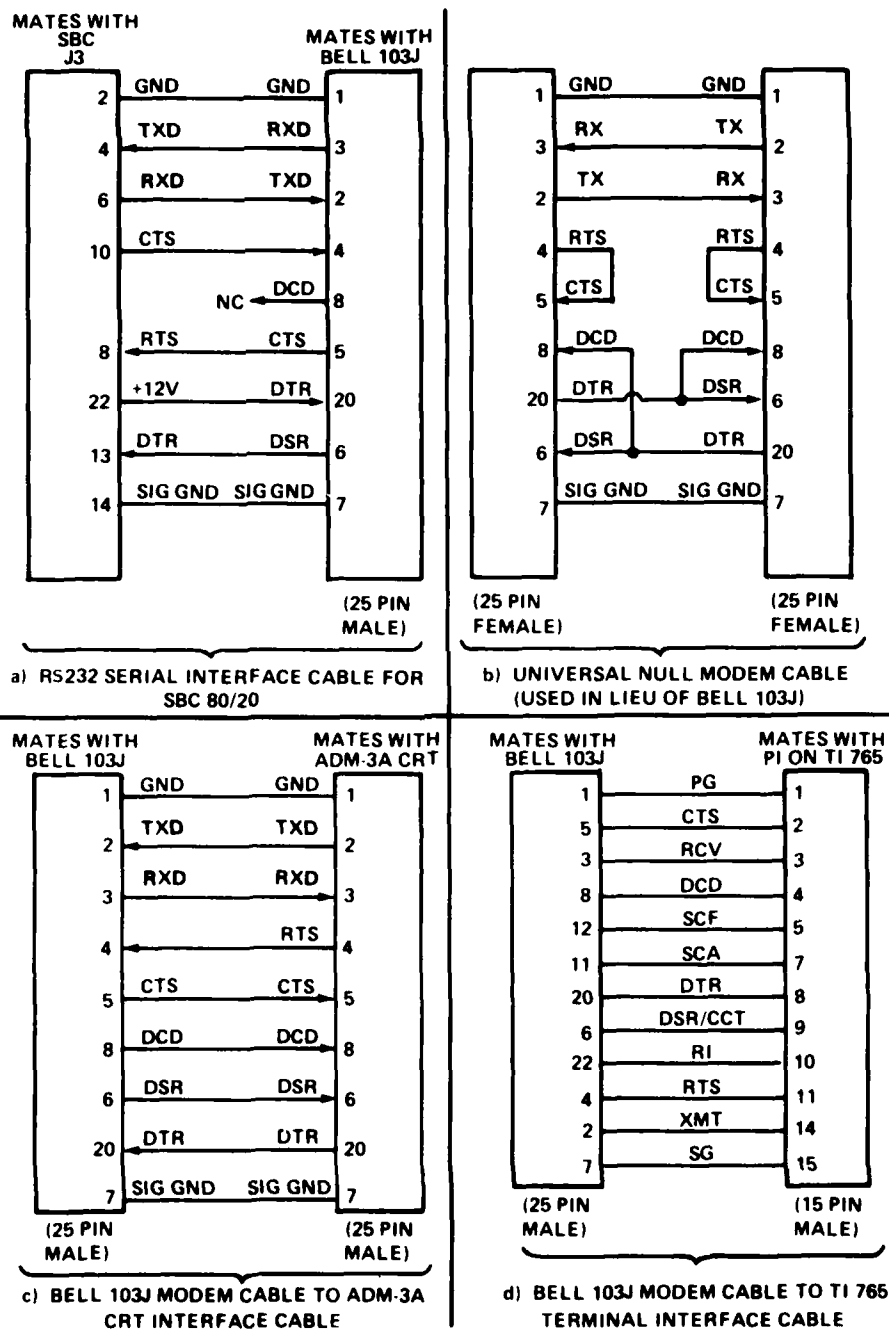 MATES WITH
SBC
J3
MATES WITH
BELL 103J
2 GND GND 1
4 TXD RXD 3
6 RXD TXD 2
10 CTS 4
NC DCD 8
8 RTS CTS 5
22 +12V DTR 20
13 DTR DSR 6
14 SIG GND SIG GND 7
(25 PIN
MALE)
a) RS232 SERIAL INTERFACE CABLE FOR
SBC 80/20
1 GND GND 1
3 RX TX 2
2 TX RX 3
4 RTS RTS 4
5 CTS CTS 5
8 DCD DCD 8
20 DTR DSR 6
6 DSR DTR 20
7 SIG GND SIG GND 7
(25 PIN
FEMALE)
(25 PIN
FEMALE)
b) UNIVERSAL NULL MODEM CABLE
(USED IN LIEU OF BELL 103J)
MATES WITH
BELL 103J
MATES WITH
ADM-3A CRT
1 GND GND 1
2 TXD TXD 2
3 RXD RXD 3
4 RTS 4
5 CTS CTS 5
8 DCD DCD 8
6 DSR DSR 6
20 DTR DTR 20
7 SIG GND SIG GND 7
(25 PIN
MALE)
(25 PIN
MALE)
c) BELL 103J MODEM CABLE TO ADM-3A
CRT INTERFACE CABLE
MATES WITH
BELL 103J
MATES WITH
PI ON TI 765
1 PG 1
5 CTS 2
3 RCV 3
8 DCD 4
12 SCF 5
11 SCA 7
20 DTR 8
6 DSR/CCT 9
22 RI 10
4 RTS 11
2 XMT 14
7 SG 15
(25 PIN
MALE)
(15 PIN
MALE)
d) BELL 103J MODEM CABLE TO TI 765
TERMINAL INTERFACE CABLE